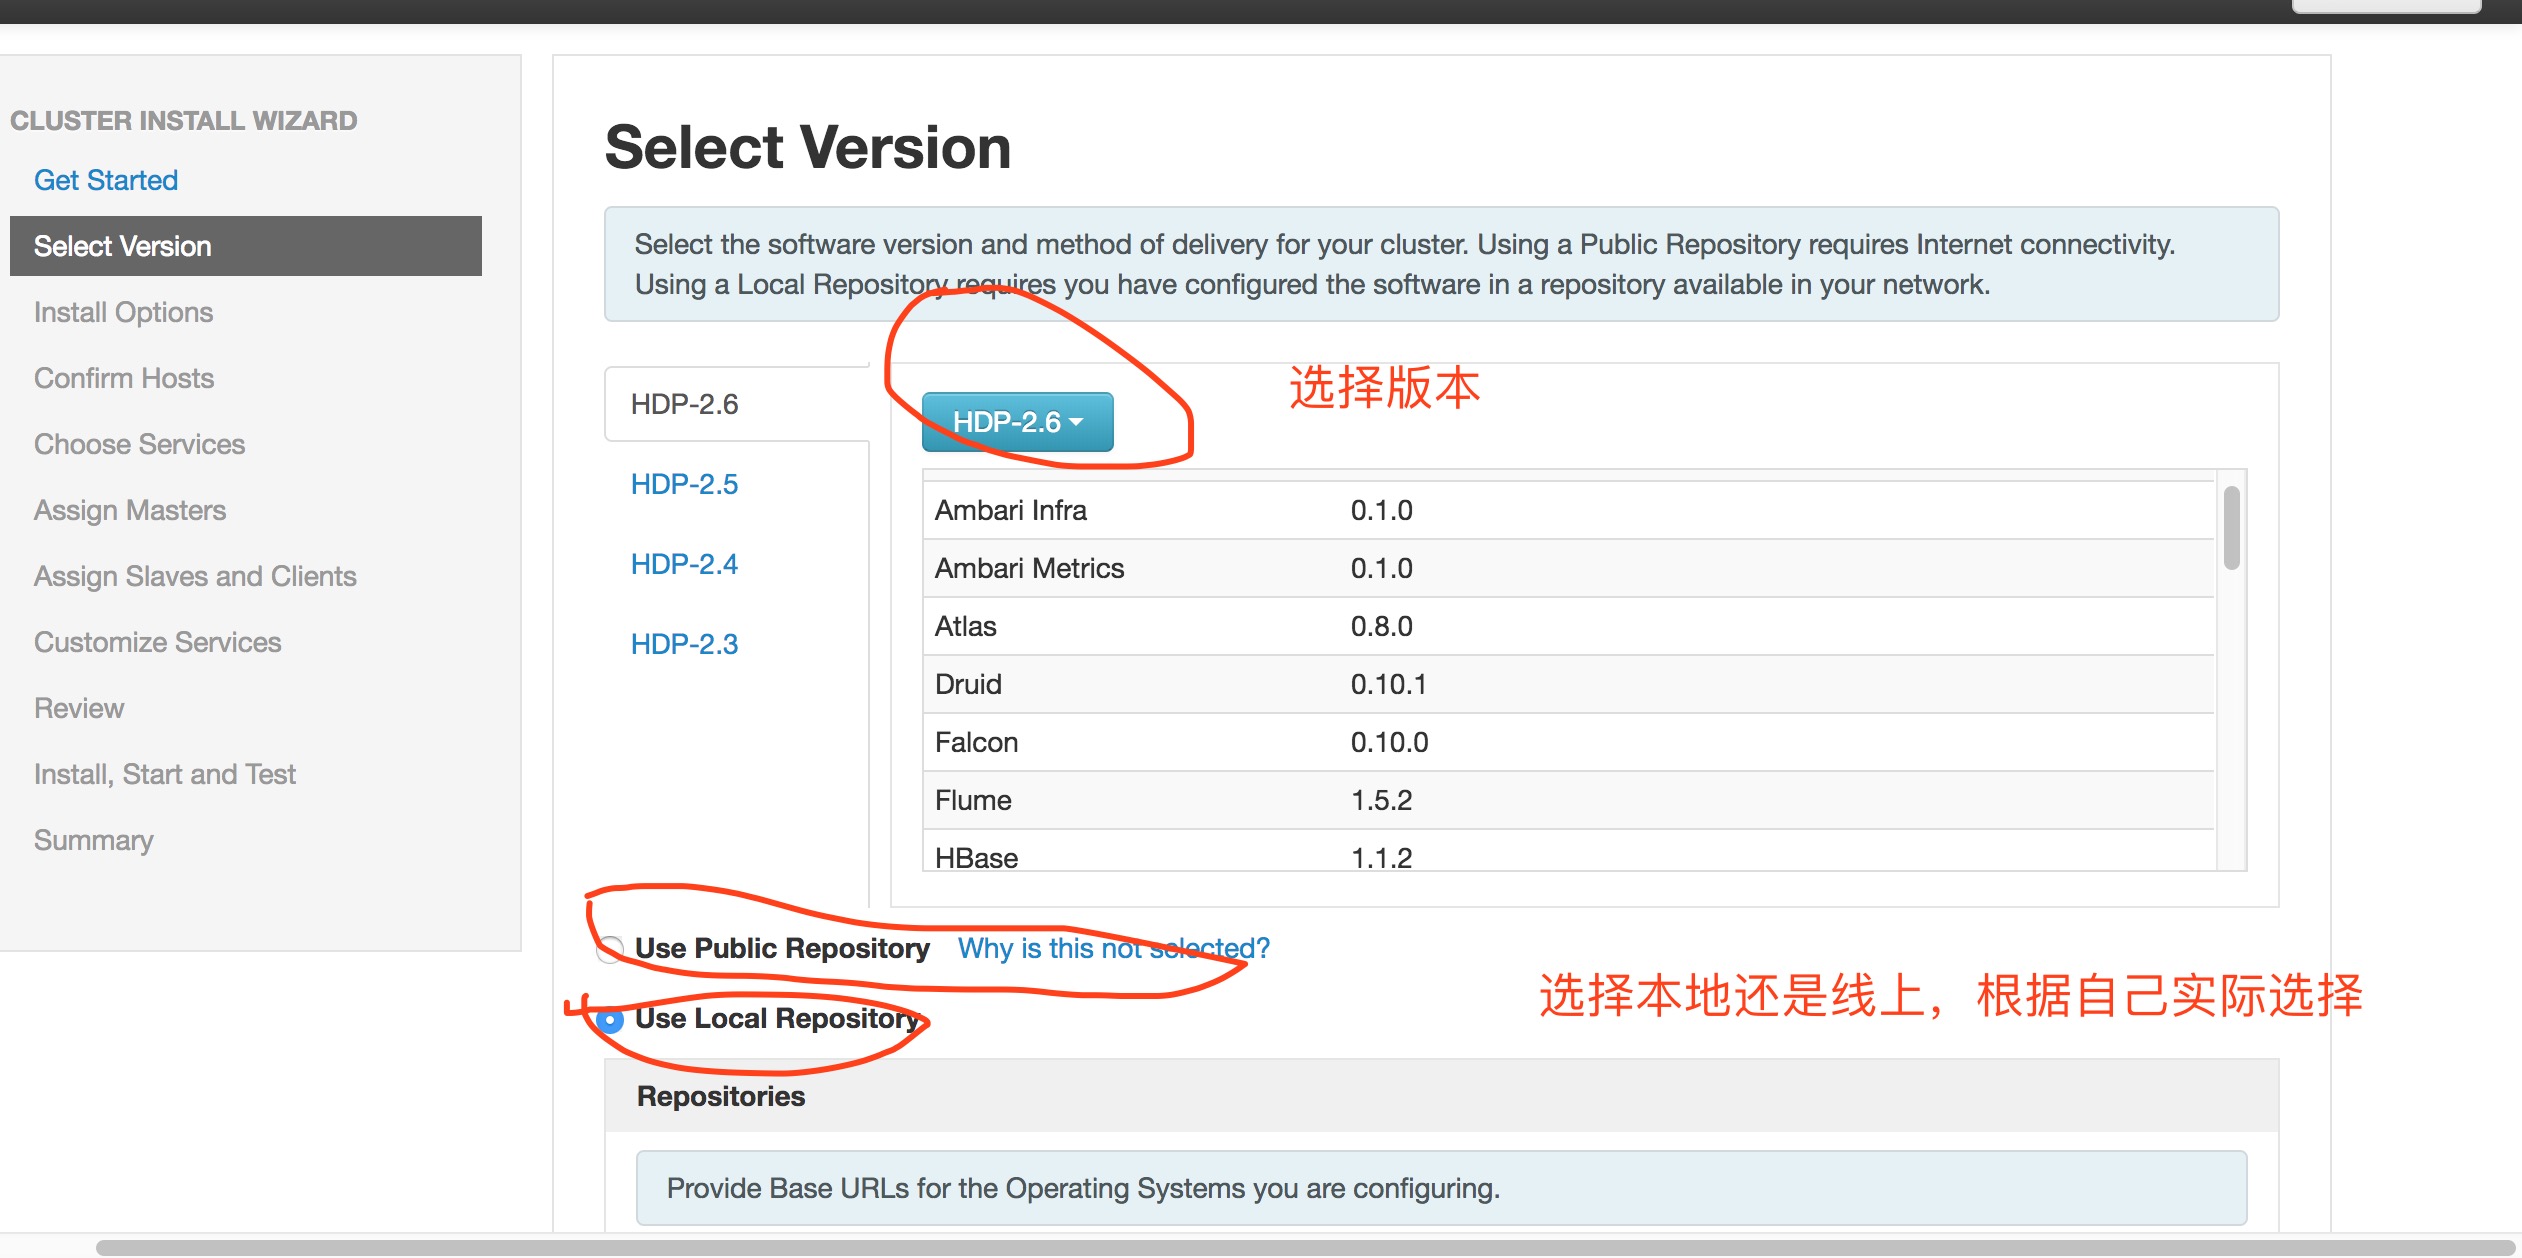 CLUSTER INSTALL WIZARD
Get Started
Select Version
Install Options
Confirm Hosts
Choose Services
Assign Masters
Assign Slaves and Clients
Customize Services
Review
Install, Start and Test
Summary
Select Version
Select the software version and method of delivery for your cluster. Using a Public Repository requires Internet connectivity.
Using a Local Repository requires you have configured the software in a repository available in your network.
HDP-2.6
HDP-2.5
HDP-2.4
HDP-2.3
HDP-2.6
选择版本
Ambari Infra 0.1.0
Ambari Metrics 0.1.0
Atlas 0.8.0
Druid 0.10.1
Falcon 0.10.0
Flume 1.5.2
HBase 1.1.2
Use Public Repository Why is this not selected?
选择本地还是线上，根据自己实际选择
Use Local Repository
Repositories
Provide Base URLs for the Operating Systems you are configuring.